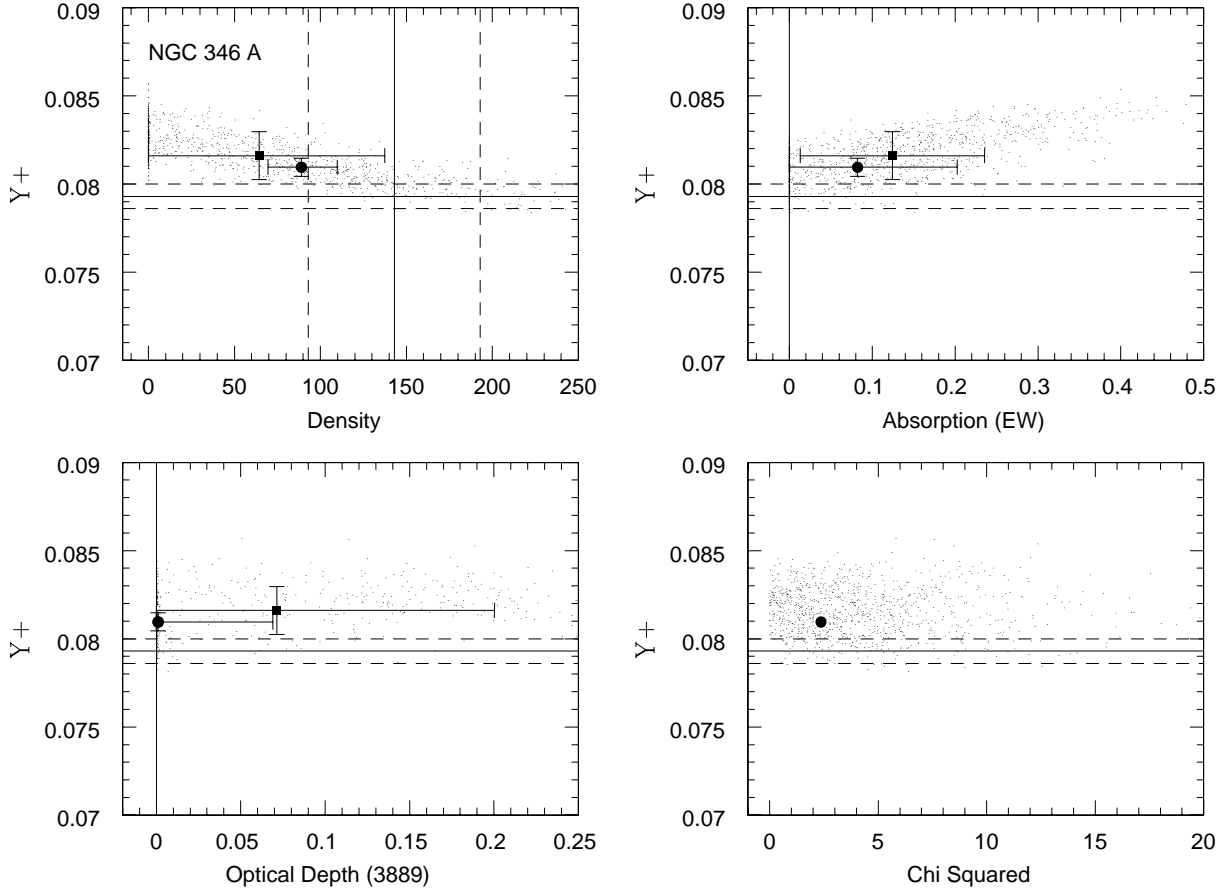 0.09
0.085
0.08
0.075
0.07
Y +
NGC 346 A
0 50 100 150 200 250
Density
0.09
0.085
0.08
0.075
0.07
Y +
0 0.1 0.2 0.3 0.4 0.5
Absorption (EW)
0.09
0.085
0.08
0.075
0.07
Y +
0 0.05 0.1 0.15 0.2 0.25
Optical Depth (3889)
0.09
0.085
0.08
0.075
0.07
Y +
0 5 10 15 20
Chi Squared